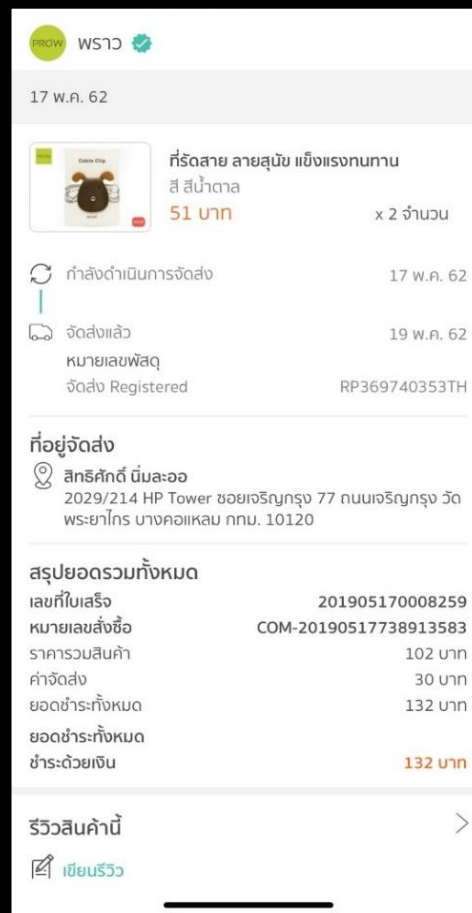 PROW พราว
17 พ.ค. 62
Cable Clip
ที่รัดสาย ลายสุนัข แข็งแรงทนทาน
สี สีน้ำตาล
51 บาท x 2 จำนวน
กำลังดำเนินการจัดส่ง 17 พ.ค. 62
จัดส่งแล้ว 19 พ.ค. 62
หมายเลขพัสดุ
จัดส่ง Registered RP369740353TH
ที่อยู่จัดส่ง
สิทธิศักดิ์ นิ่มละออ
2029/214 HP Tower ซอยเจริญกรุง 77 ถนนเจริญกรุง วัด
พระยาไกร บางคอแหลม กทม. 10120
สรุปยอดรวมทั้งหมด
เลขที่ใบเสร็จ 201905170008259
หมายเลขสั่งซื้อ COM-20190517738913583
ราคารวมสินค้า 102 บาท
ค่าจัดส่ง 30 บาท
ยอดชำระทั้งหมด 132 บาท
ยอดชำระทั้งหมด
ชำระด้วยเงิน 132 บาท
รีวิวสินค้านี้
เขียนรีวิว